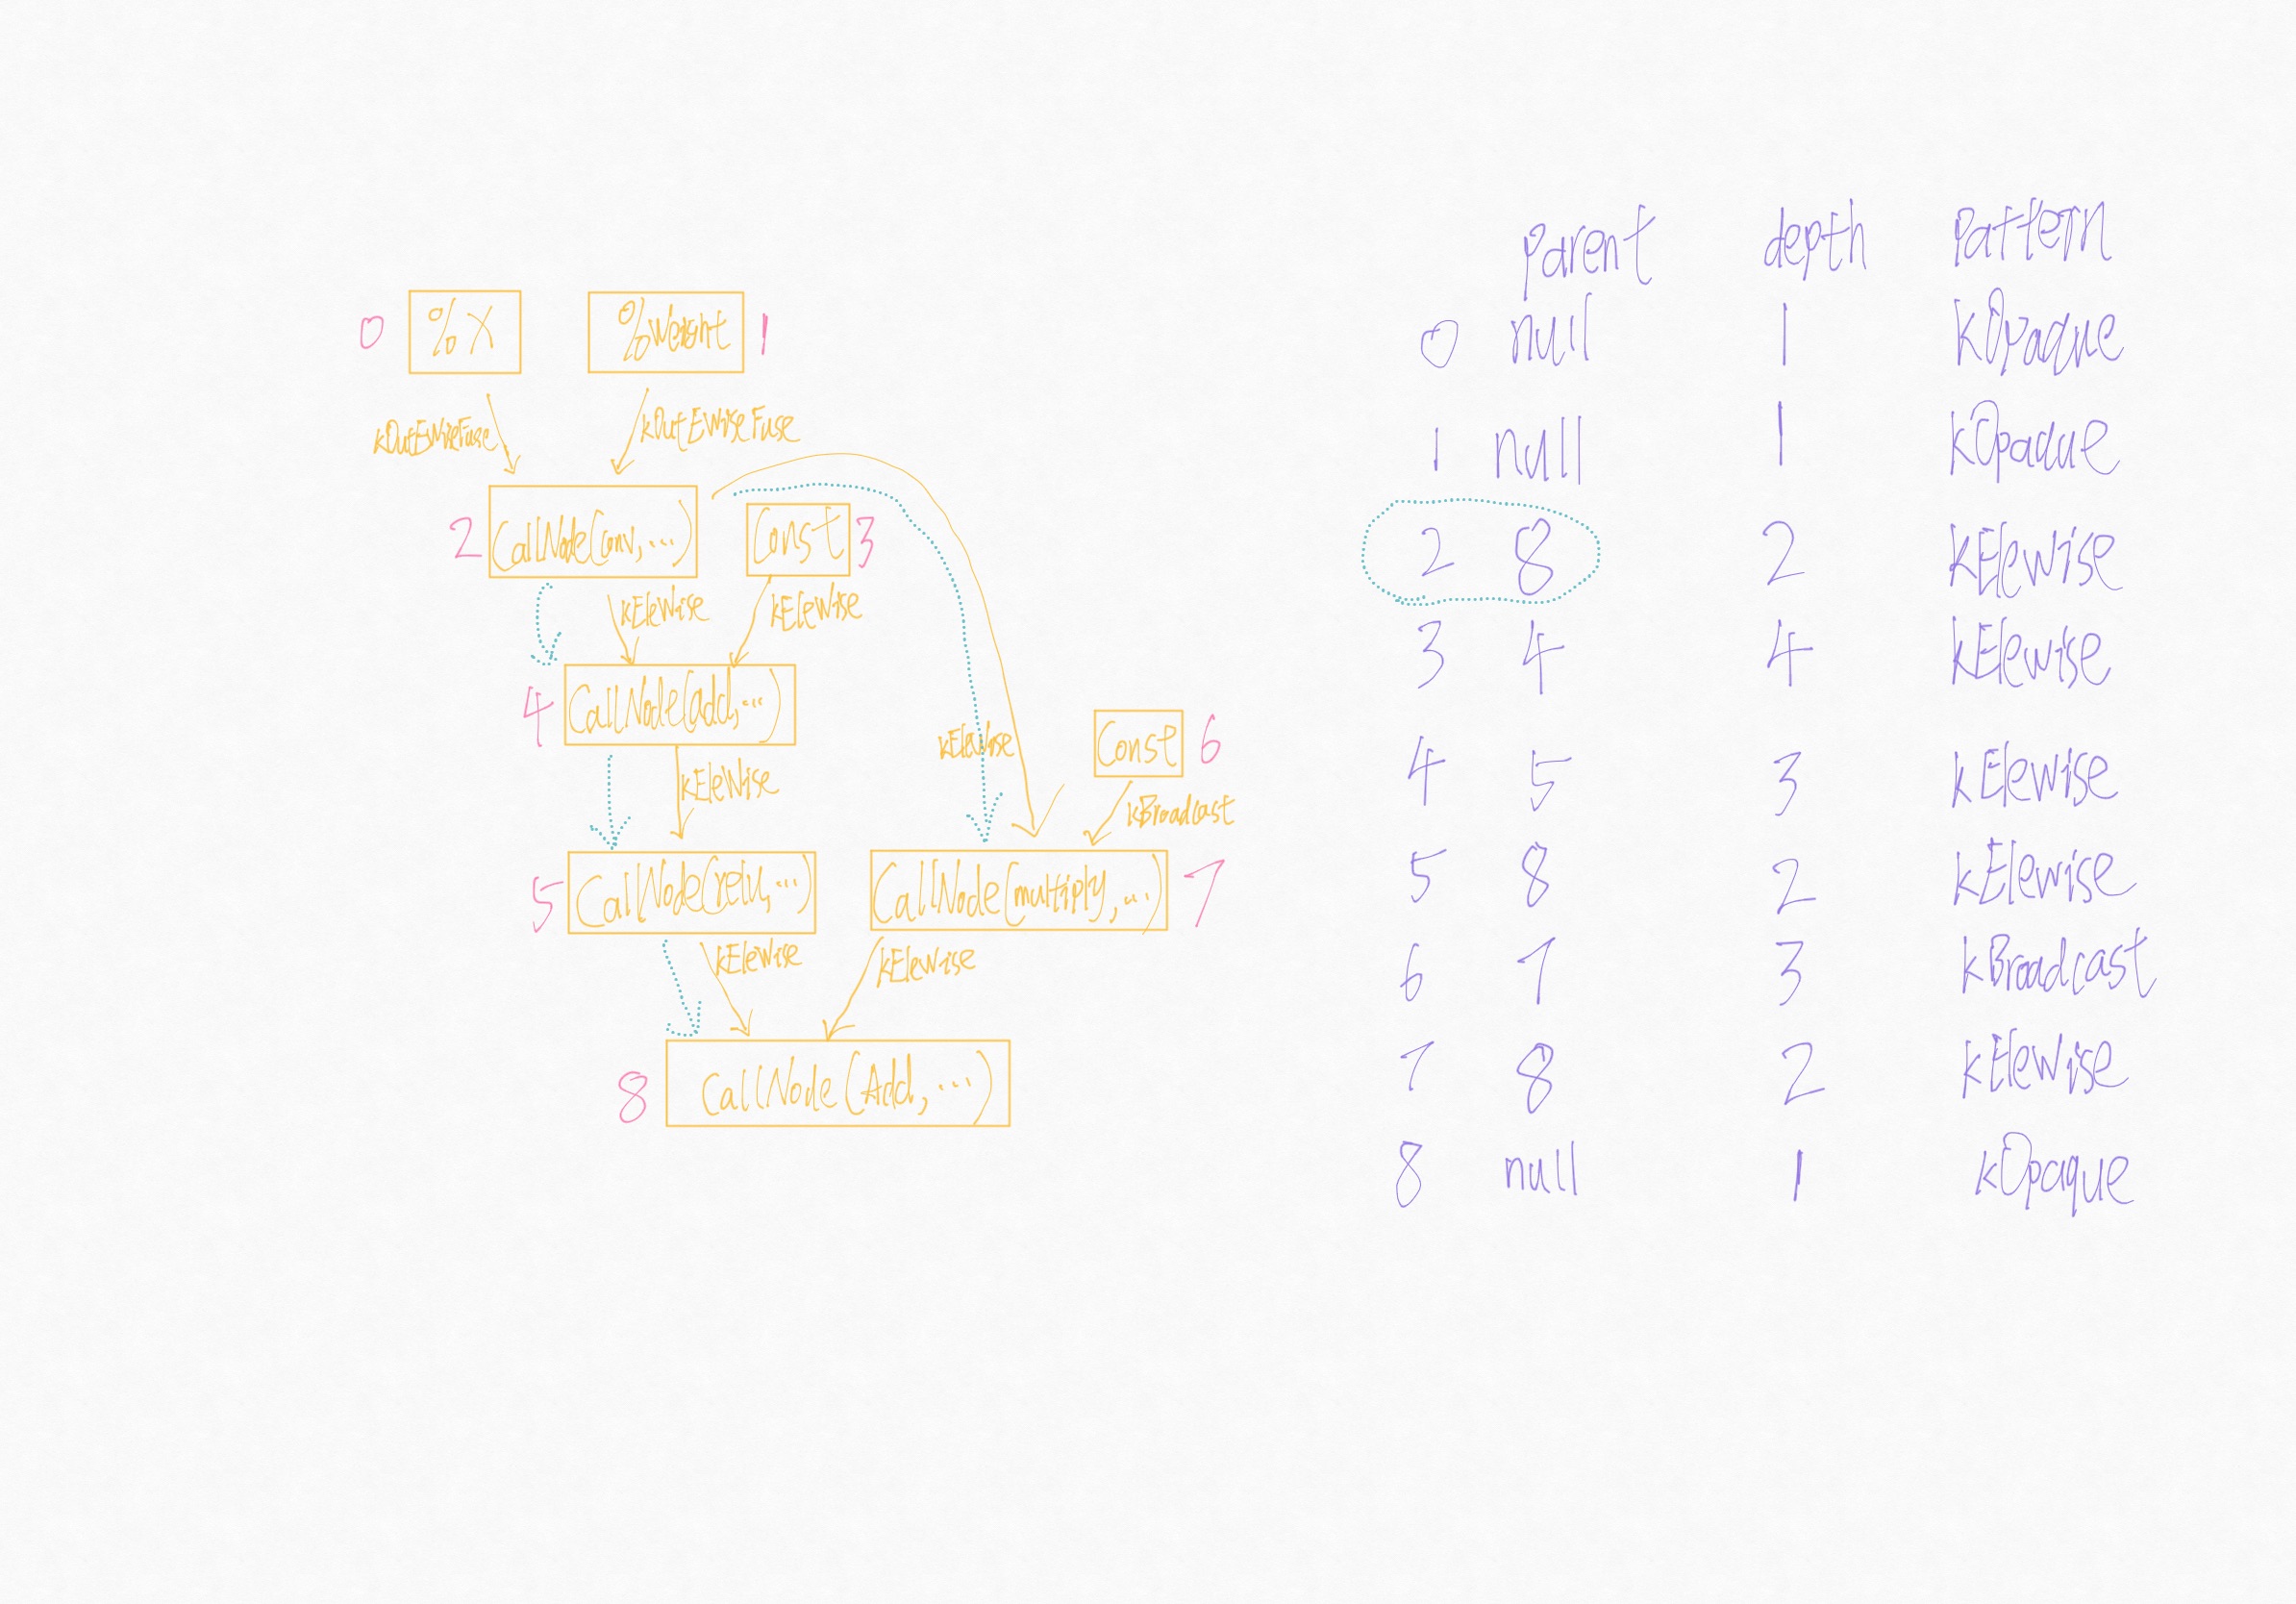 parent depth pattern
0 %X %Weight 1
0 null 1 kOpaque
kOutEWiseFuse kOutEWiseFuse
1 null 1 kOpaque
2 CallNode(conv,...) Const 3
2 8 2 kElewise
kEleWise kEleWise
3 4 4 kElewise
4 CallNode(add,...)
kEleWise Const 6
kEleWise kBroadcast
4 5 3 kElewise
5 CallNode(relu,...) CallNode(multiply,...) 7
5 8 2 kElewise
kEleWise kEleWise
6 7 3 kBroadcast
7 8 2 kElewise
8 CallNode(Add,...)
8 null 1 kOpaque